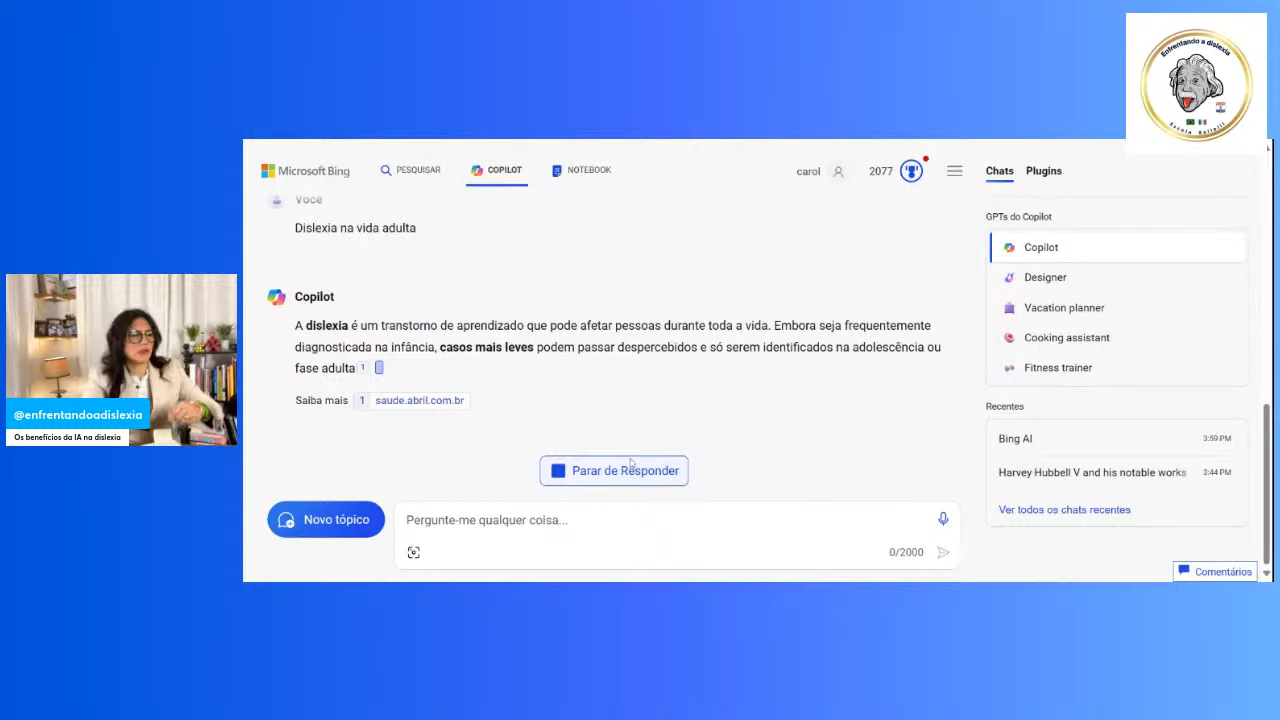 Enfrentando a dislexia
Microsoft Bing
PESQUISAR
COPILOT
NOTEBOOK
carol
2077
Chats
Plugins
Você
Dislexia na vida adulta
Copilot
A dislexia é um transtorno de aprendizado que pode afetar pessoas durante toda a vida. Embora seja frequentemente
diagnosticada na infância, casos mais leves podem passar despercebidos e só serem identificados na adolescência ou
fase adulta 1
Saiba mais 1 saude.abril.com.br
Parar de Responder
Novo tópico
Pergunte-me qualquer coisa...
0/2000
GPTs do Copilot
Copilot
Designer
Vacation planner
Cooking assistant
Fitness trainer
Recentes
Bing AI 3:59 PM
Harvey Hubbell V and his notable works 3:44 PM
Ver todos os chats recentes
Comentários
@enfrentandoadislexia
Os benefícios da IA na dislexia